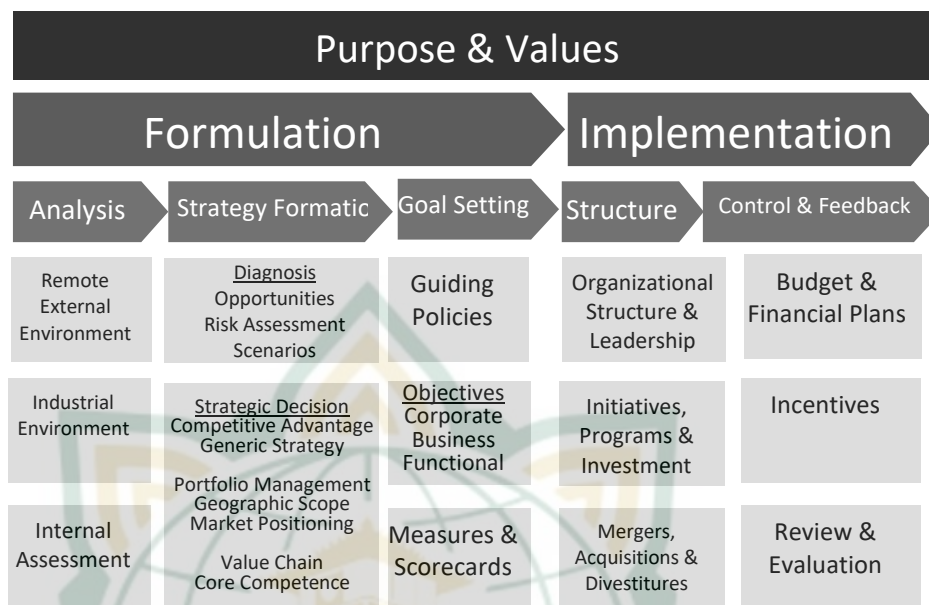 Purpose & Values
Formulation
Implementation
Analysis
Strategy Formatic
Goal Setting
Structure
Control & Feedback
Remote
External
Environment
Diagnosis
Opportunities
Risk Assessment
Scenarios
Guiding
Policies
Organizational
Structure &
Leadership
Budget &
Financial Plans
Industrial
Environment
Strategic Decision
Competitive Advantage
Generic Strategy
Portfolio Management
Geographic Scope
Market Positioning
Value Chain
Core Competence
Objectives
Corporate
Business
Functional
Initiatives,
Programs &
Investment
Incentives
Internal
Assessment
Measures &
Scorecards
Mergers,
Acquisitions &
Divestitures
Review &
Evaluation